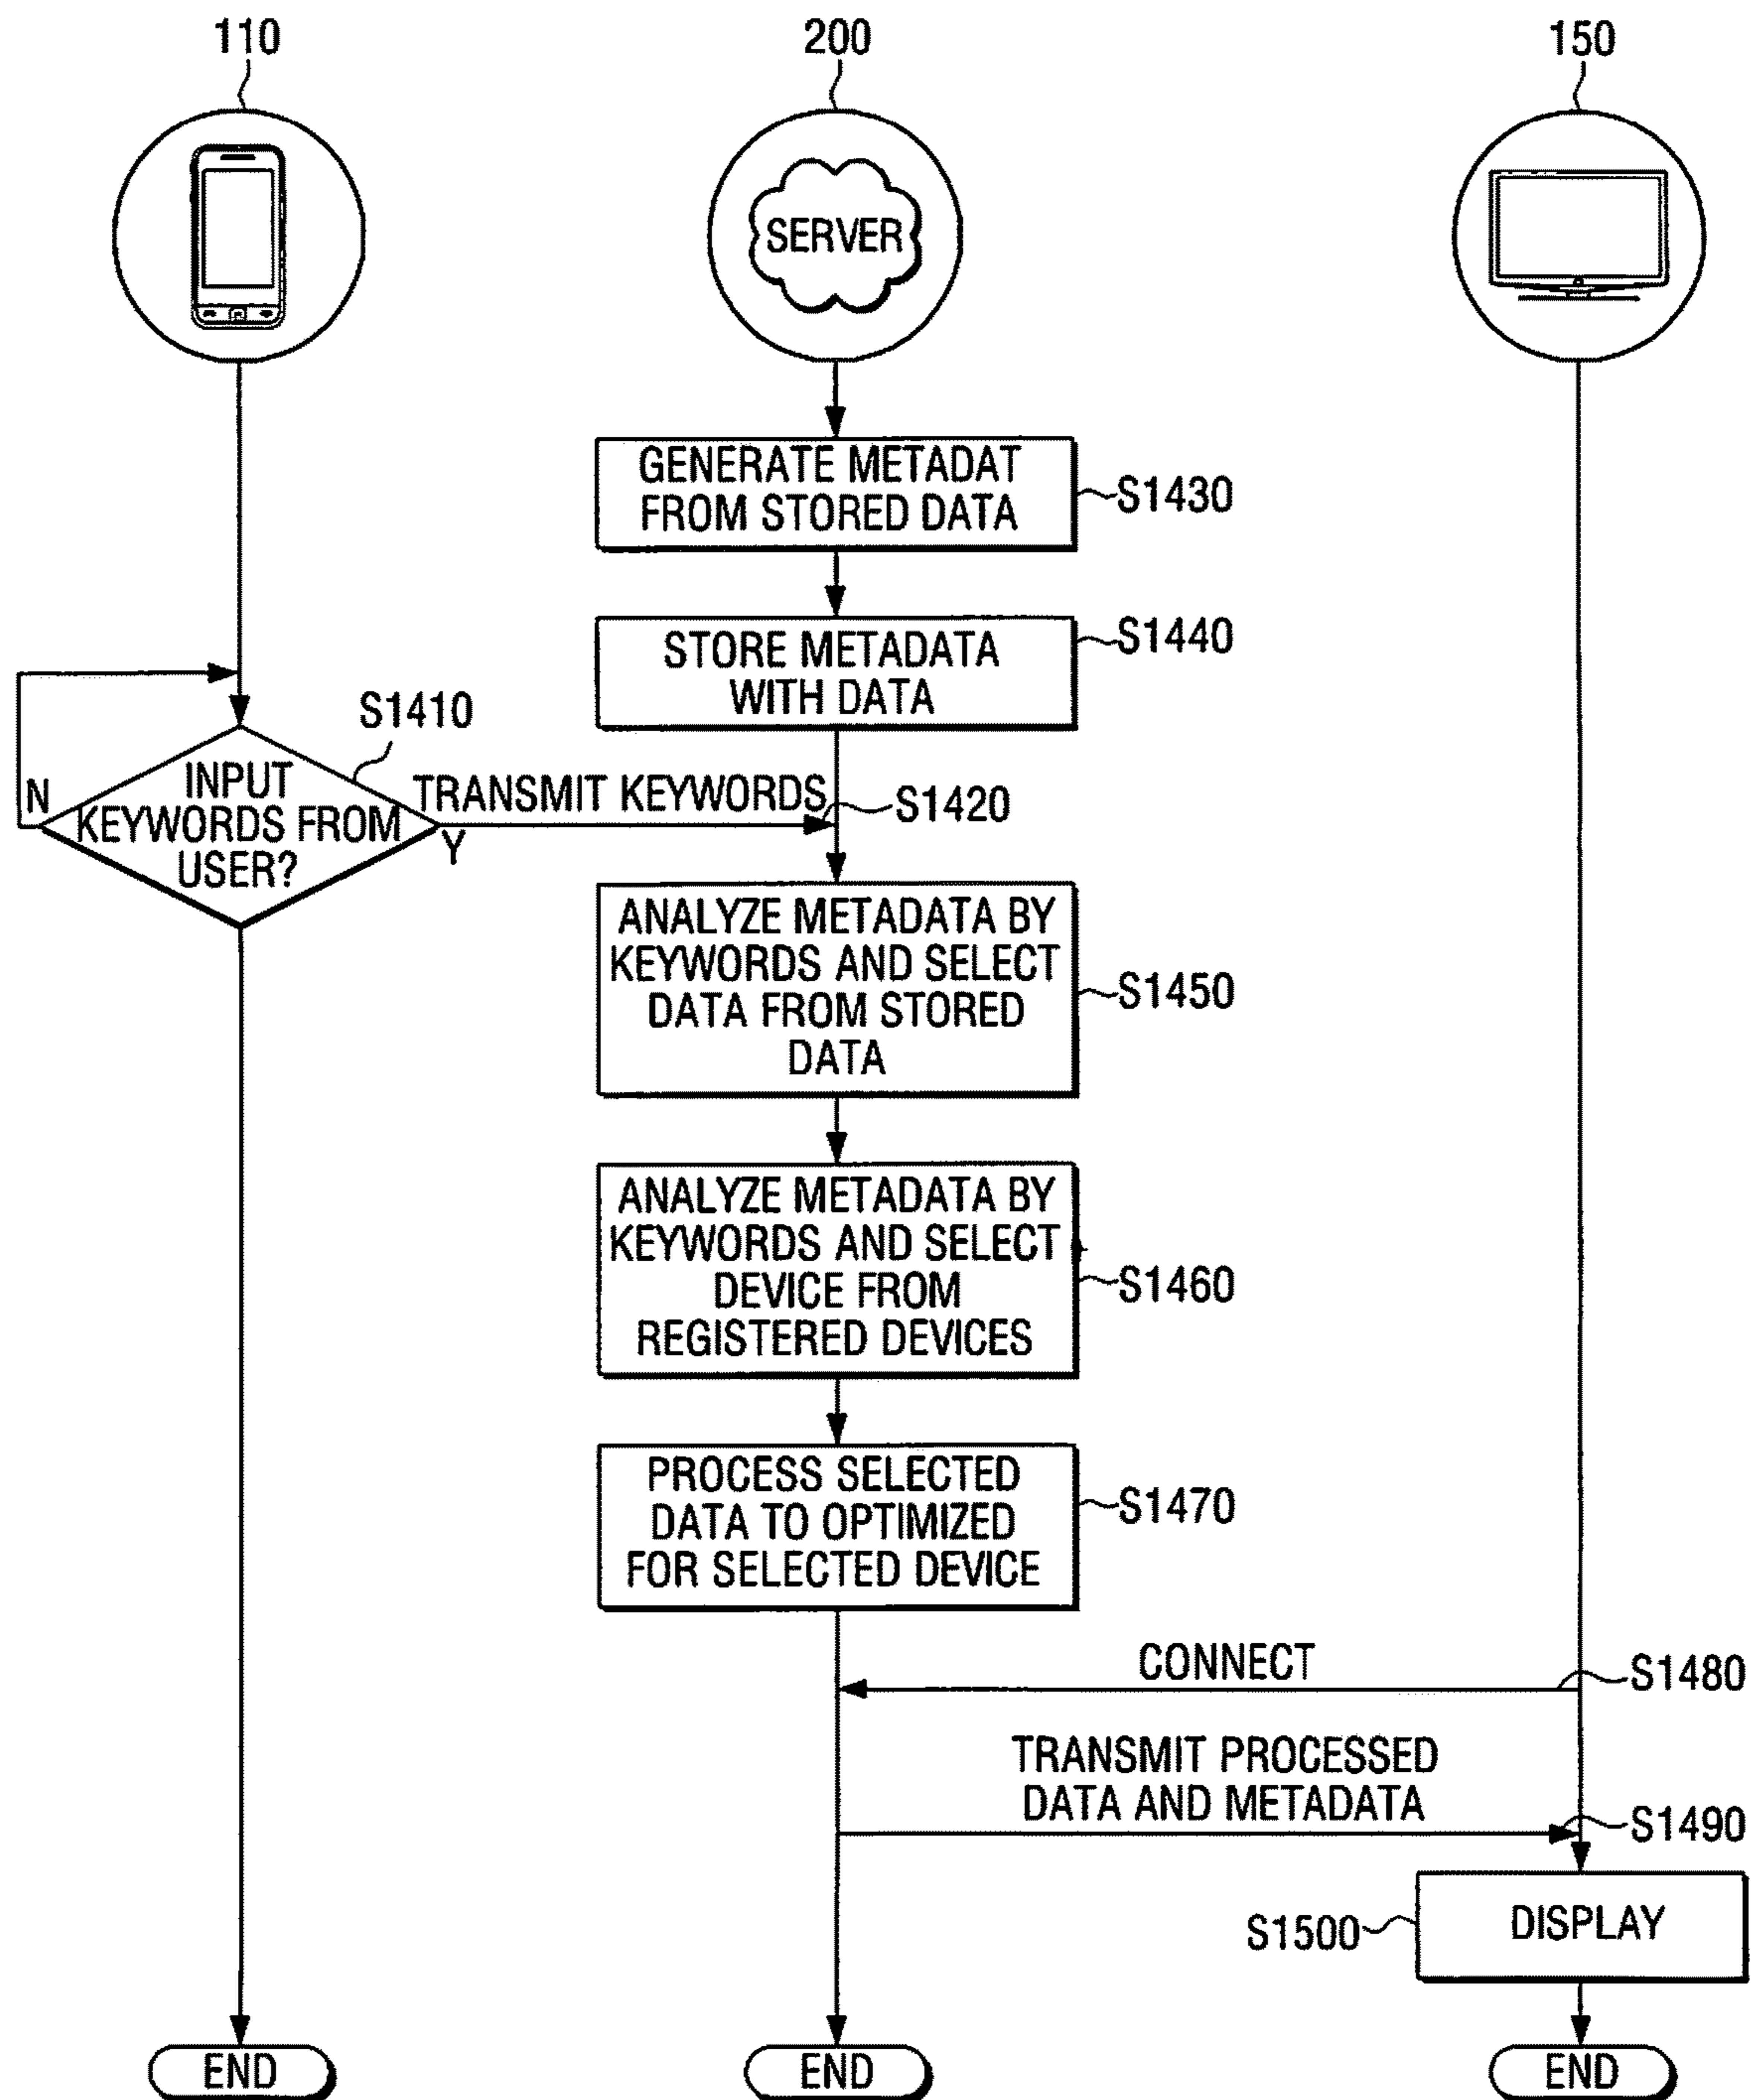 110
200
150
SERVER
GENERATE METADAT
FROM STORED DATA
S1430
STORE METADATA
WITH DATA
S1440
S1410
INPUT
KEYWORDS FROM
USER?
N
Y
TRANSMIT KEYWORDS
S1420
ANALYZE METADATA BY
KEYWORDS AND SELECT
DATA FROM STORED
DATA
S1450
ANALYZE METADATA BY
KEYWORDS AND SELECT
DEVICE FROM
REGISTERED DEVICES
S1460
PROCESS SELECTED
DATA TO OPTIMIZED
FOR SELECTED DEVICE
S1470
CONNECT
S1480
TRANSMIT PROCESSED
DATA AND METADATA
S1490
S1500
DISPLAY
END
END
END